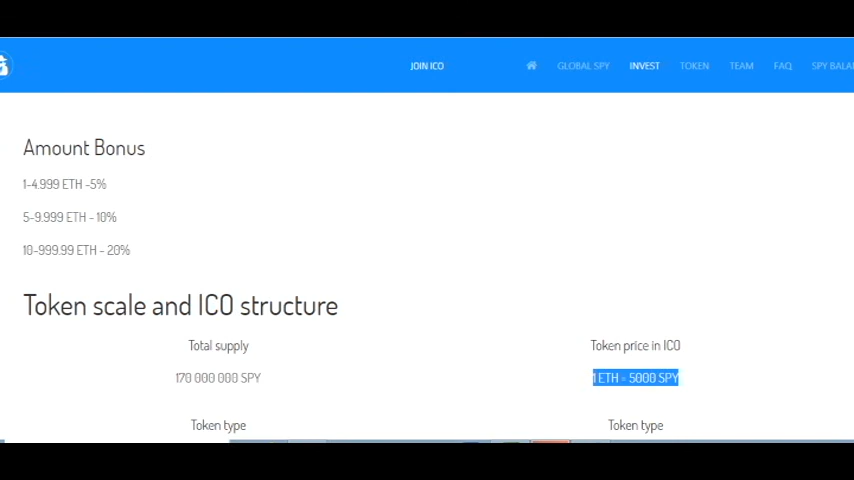 JOIN ICO GLOBAL SPY INVEST TOKEN TEAM FAQ SPY
Amount Bonus
1-4.999 ETH -5%
5-9.999 ETH - 10%
10-999.99 ETH - 20%
Token scale and ICO structure
Total supply Token price in ICO
170 000 000 SPY 1 ETH = 5000 SPY
Token type Token type